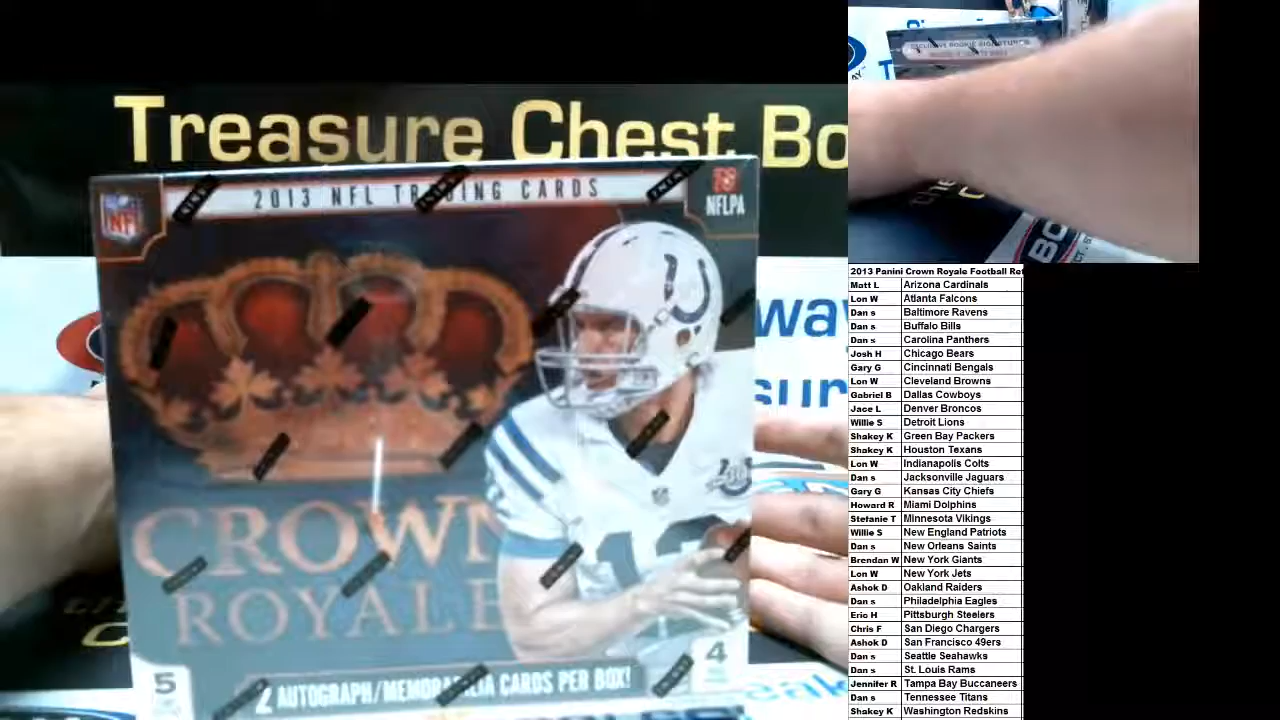 Treasure Chest Bo
2013 NFL TRADING CARDS
NFL
NFLPA
CROWN
ROYALE
2 AUTOGRAPH/MEMORABILIA CARDS PER BOX!
5
4
EXCLUSIVE ROOKIE SIGNATURES
2013 Panini Crown Royale Football Ret
Matt L Arizona Cardinals
Lon W Atlanta Falcons
Dan s Baltimore Ravens
Dan s Buffalo Bills
Dan s Carolina Panthers
Josh H Chicago Bears
Gary G Cincinnati Bengals
Lon W Cleveland Browns
Gabriel B Dallas Cowboys
Jace L Denver Broncos
Willie S Detroit Lions
Shakey K Green Bay Packers
Shakey K Houston Texans
Lon W Indianapolis Colts
Dan s Jacksonville Jaguars
Gary G Kansas City Chiefs
Howard R Miami Dolphins
Stefanie T Minnesota Vikings
Willie S New England Patriots
Dan s New Orleans Saints
Brendan W New York Giants
Lon W New York Jets
Ashok D Oakland Raiders
Dan s Philadelphia Eagles
Eric H Pittsburgh Steelers
Chris F San Diego Chargers
Ashok D San Francisco 49ers
Dan s Seattle Seahawks
Dan s St. Louis Rams
Jennifer R Tampa Bay Buccaneers
Dan s Tennessee Titans
Shakey K Washington Redskins